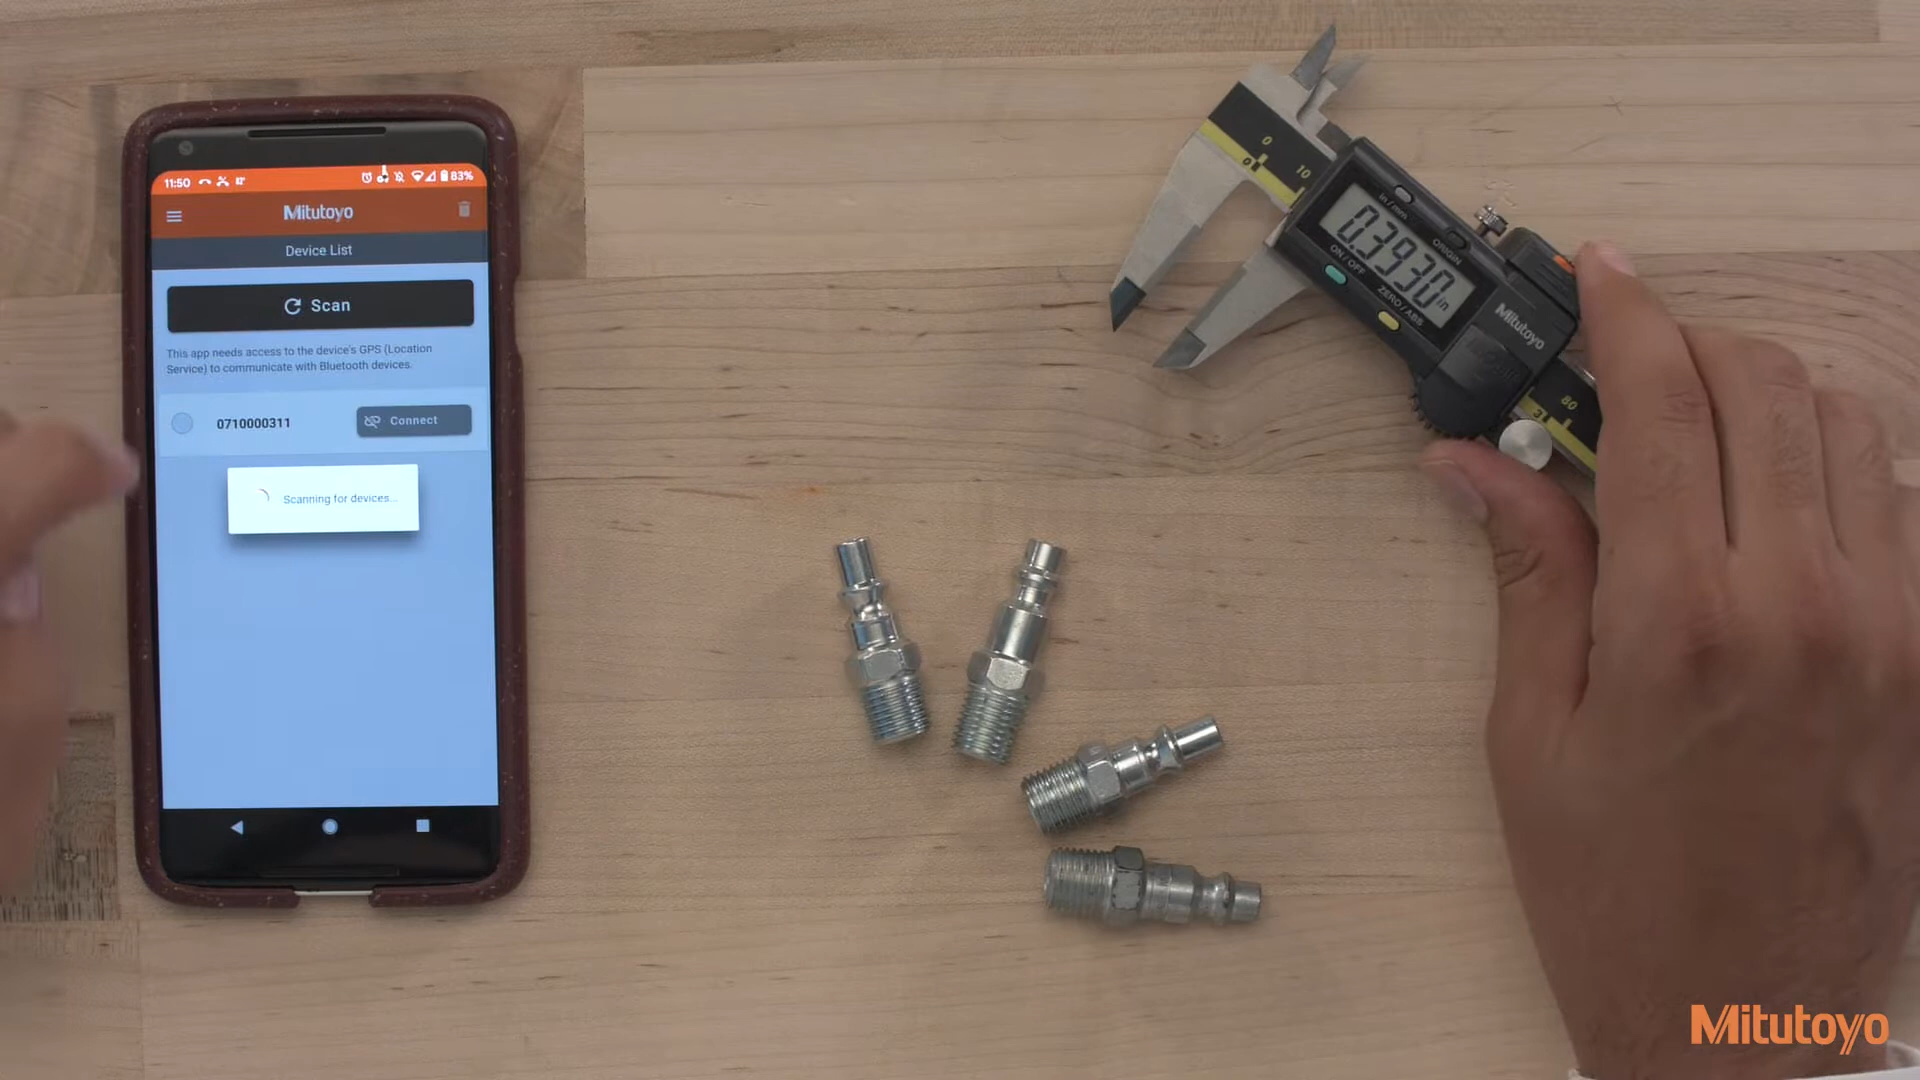 11:50
83%
Mitutoyo
Device List
Scan
This app needs access to the device's GPS (Location
Service) to communicate with Bluetooth devices.
0710000311
Connect
Scanning for devices...
0
10
0
in/mm
ORIGIN
0.3930 in
ON/OFF
ZERO/ABS
Mitutoyo
80
3
Mitutoyo